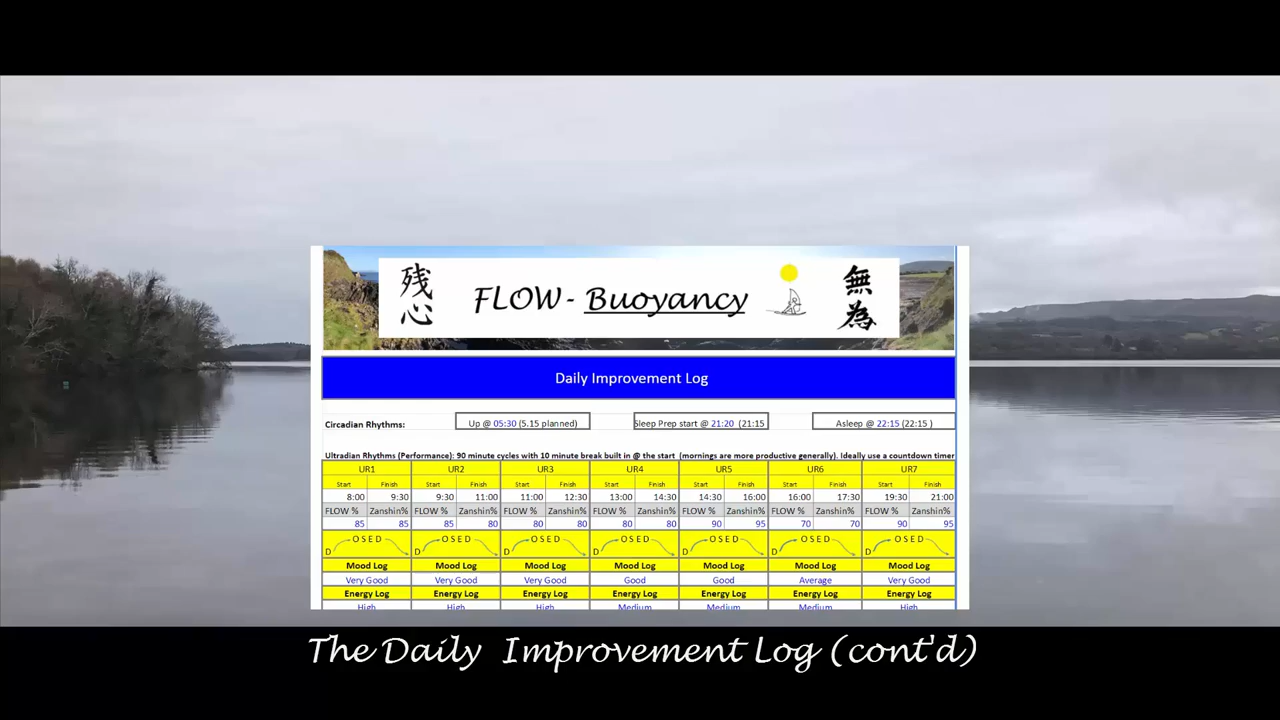 残心
FLOW- Buoyancy
無為
Daily Improvement Log
Circadian Rhythms:
Up @ 05:30 (5.15 planned)
Sleep Prep start @ 21:20 (21:15
Asleep @ 22:15 (22:15 )
Ultradian Rhythms (Performance): 90 minute cycles with 10 minute break built in @ the start (mornings are more productive generally). Ideally use a countdown timer
UR1 UR2 UR3 UR4 UR5 UR6 UR7
Start Finish Start Finish Start Finish Start Finish Start Finish Start Finish Start Finish
8:00 9:30 9:30 11:00 11:00 12:30 13:00 14:30 14:30 16:00 16:00 17:30 19:30 21:00
FLOW % Zanshin% FLOW % Zanshin% FLOW % Zanshin% FLOW % Zanshin% FLOW % Zanshin% FLOW % Zanshin% FLOW % Zanshin%
85 85 85 80 80 80 80 80 90 95 70 70 90 95
D O S E D D O S E D D O S E D D O S E D D O S E D D O S E D D O S E D
Mood Log Mood Log Mood Log Mood Log Mood Log Mood Log Mood Log
Very Good Very Good Very Good Good Good Average Very Good
Energy Log Energy Log Energy Log Energy Log Energy Log Energy Log Energy Log
High High High Medium Medium Medium High
The Daily Improvement Log (cont'd)